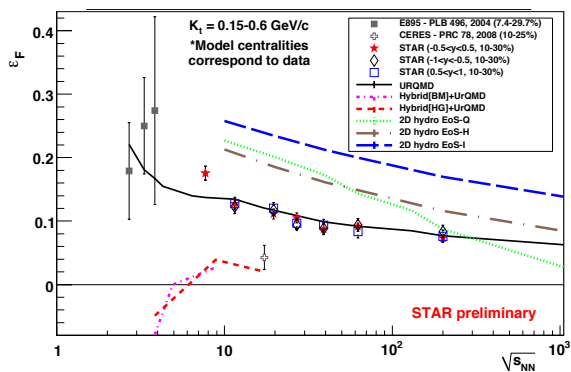 K_t = 0.15-0.6 GeV/c
*Model centralities
correspond to data
E895 - PLB 496, 2004 (7.4-29.7%)
CERES - PRC 78, 2008 (10-25%)
STAR (-0.5<y<0.5, 10-30%)
STAR (-1<y<-0.5, 10-30%)
STAR (0.5<y<1, 10-30%)
URQMD
Hybrid[BM]+UrQMD
Hybrid[HG]+UrQMD
2D hydro EoS-Q
2D hydro EoS-H
2D hydro EoS-I
ε_F
0.4
0.3
0.2
0.1
0
STAR preliminary
1
10
10²
10³
√s_NN